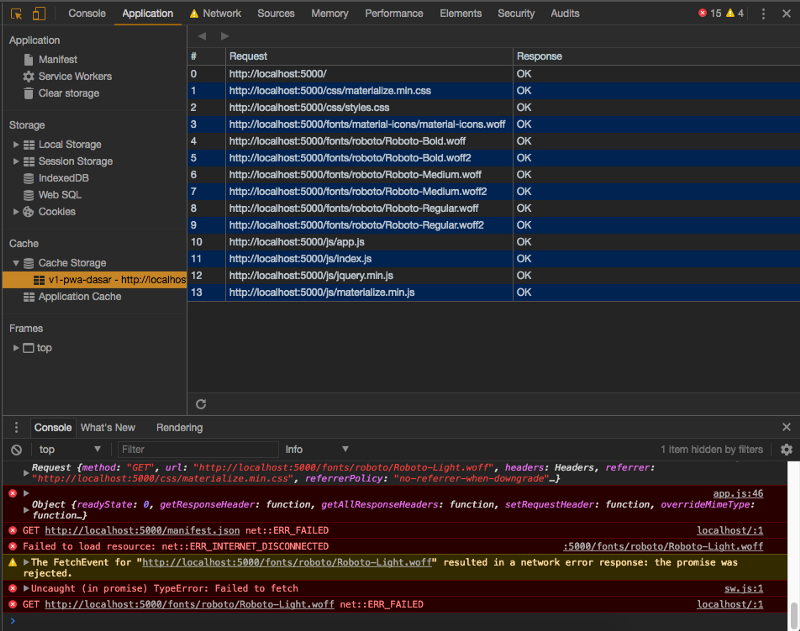 Console Application Network Sources Memory Performance Elements Security Audits 15 4
Application
Manifest
Service Workers
Clear storage
Storage
Local Storage
Session Storage
IndexedDB
Web SQL
Cookies
Cache
Cache Storage
v1-pwa-dasar - http://localhos
Application Cache
Frames
top
# Request Response
0 http://localhost:5000/ OK
1 http://localhost:5000/css/materialize.min.css OK
2 http://localhost:5000/css/styles.css OK
3 http://localhost:5000/fonts/material-icons/material-icons.woff OK
4 http://localhost:5000/fonts/roboto/Roboto-Bold.woff OK
5 http://localhost:5000/fonts/roboto/Roboto-Bold.woff2 OK
6 http://localhost:5000/fonts/roboto/Roboto-Medium.woff OK
7 http://localhost:5000/fonts/roboto/Roboto-Medium.woff2 OK
8 http://localhost:5000/fonts/roboto/Roboto-Regular.woff OK
9 http://localhost:5000/fonts/roboto/Roboto-Regular.woff2 OK
10 http://localhost:5000/js/app.js OK
11 http://localhost:5000/js/index.js OK
12 http://localhost:5000/js/jquery.min.js OK
13 http://localhost:5000/js/materialize.min.js OK
Console What's New Rendering
top Filter Info 1 item hidden by filters
Request {method: "GET", url: "http://localhost:5000/fonts/roboto/Roboto-Light.woff", headers: Headers, referrer:
"http://localhost:5000/css/materialize.min.css", referrerPolicy: "no-referrer-when-downgrade"…}
app.js:46
Object {readyState: 0, getResponseHeader: function, getAllResponseHeaders: function, setRequestHeader: function, overrideMimeType:
function…}
GET http://localhost:5000/manifest.json net::ERR_FAILED localhost/:1
Failed to load resource: net::ERR_INTERNET_DISCONNECTED :5000/fonts/roboto/Roboto-Light.woff
The FetchEvent for "http://localhost:5000/fonts/roboto/Roboto-Light.woff" resulted in a network error response: the promise was
rejected.
Uncaught (in promise) TypeError: Failed to fetch sw.js:1
GET http://localhost:5000/fonts/roboto/Roboto-Light.woff net::ERR_FAILED localhost/:1